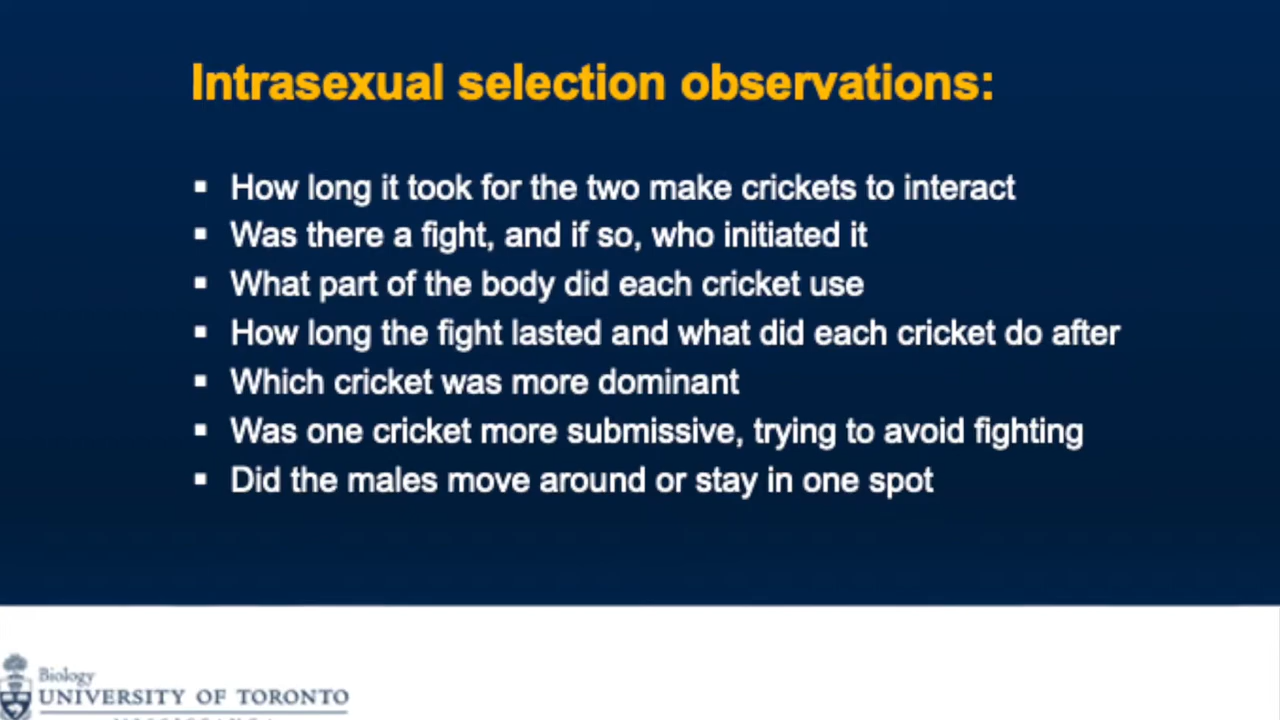 Intrasexual selection observations:
▪ How long it took for the two make crickets to interact
▪ Was there a fight, and if so, who initiated it
▪ What part of the body did each cricket use
▪ How long the fight lasted and what did each cricket do after
▪ Which cricket was more dominant
▪ Was one cricket more submissive, trying to avoid fighting
▪ Did the males move around or stay in one spot
Biology
UNIVERSITY OF TORONTO